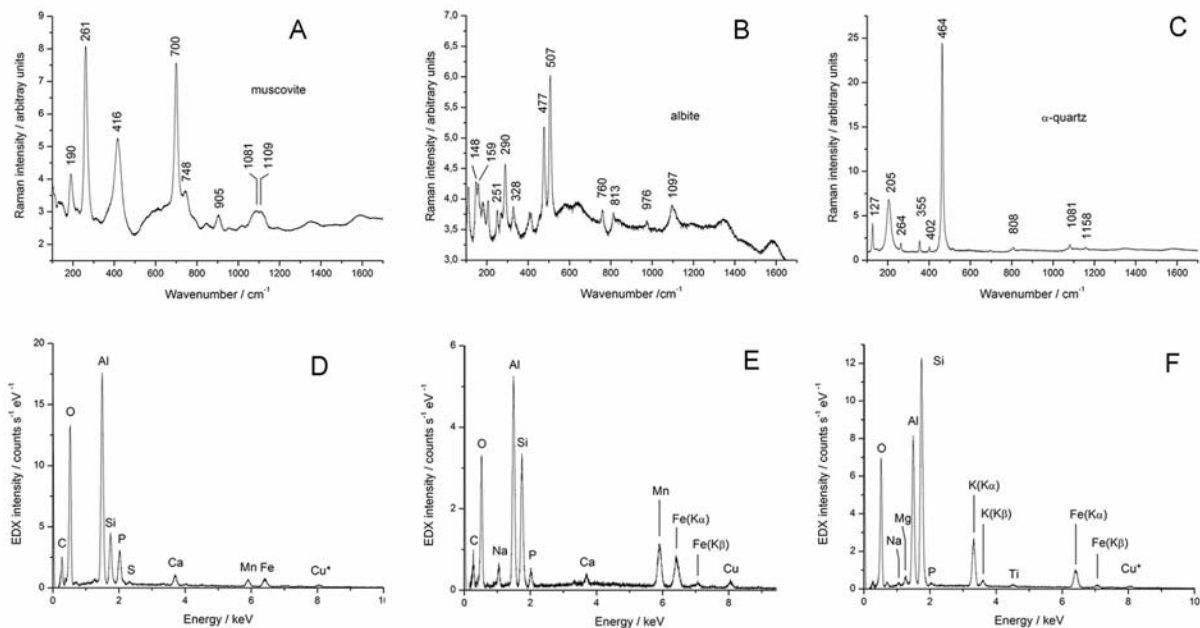 A
muscovite
Raman intensity / arbitrary units
9
8
7
6
5
4
3
2
190
261
416
700
748
905
1081
1109
200 400 600 800 1000 1200 1400 1600
Wavenumber / cm⁻¹
B
albite
Raman intensity / arbitrary units
7,0
6,5
6,0
5,5
5,0
4,5
4,0
3,5
3,0
148
159
251
290
328
477
507
760
813
976
1097
200 400 600 800 1000 1200 1400 1600
Wavenumber /cm⁻¹
C
α-quartz
Raman intensity / arbitrary units
25
20
15
10
5
0
127
205
264
355
402
464
808
1081
1158
200 400 600 800 1000 1200 1400 1600
Wavenumber / cm⁻¹
D
EDX intensity / counts s⁻¹ eV⁻¹
20
15
10
5
0
C
O
Al
Si
P
S
Ca
Mn Fe
Cu*
0 2 4 6 8 10
Energy / keV
E
EDX intensity / counts s⁻¹ eV⁻¹
6
4
2
0
C
O
Na
Al
Si
P
Ca
Mn
Fe(Kα)
Fe(Kβ)
Cu
0 2 4 6 8
Energy / keV
F
EDX intensity / counts s⁻¹ eV⁻¹
12
10
8
6
4
2
0
O
Na
Mg
Al
Si
P
K(Kα)
K(Kβ)
Ti
Fe(Kα)
Fe(Kβ)
Cu*
0 2 4 6 8 10
Energy / keV